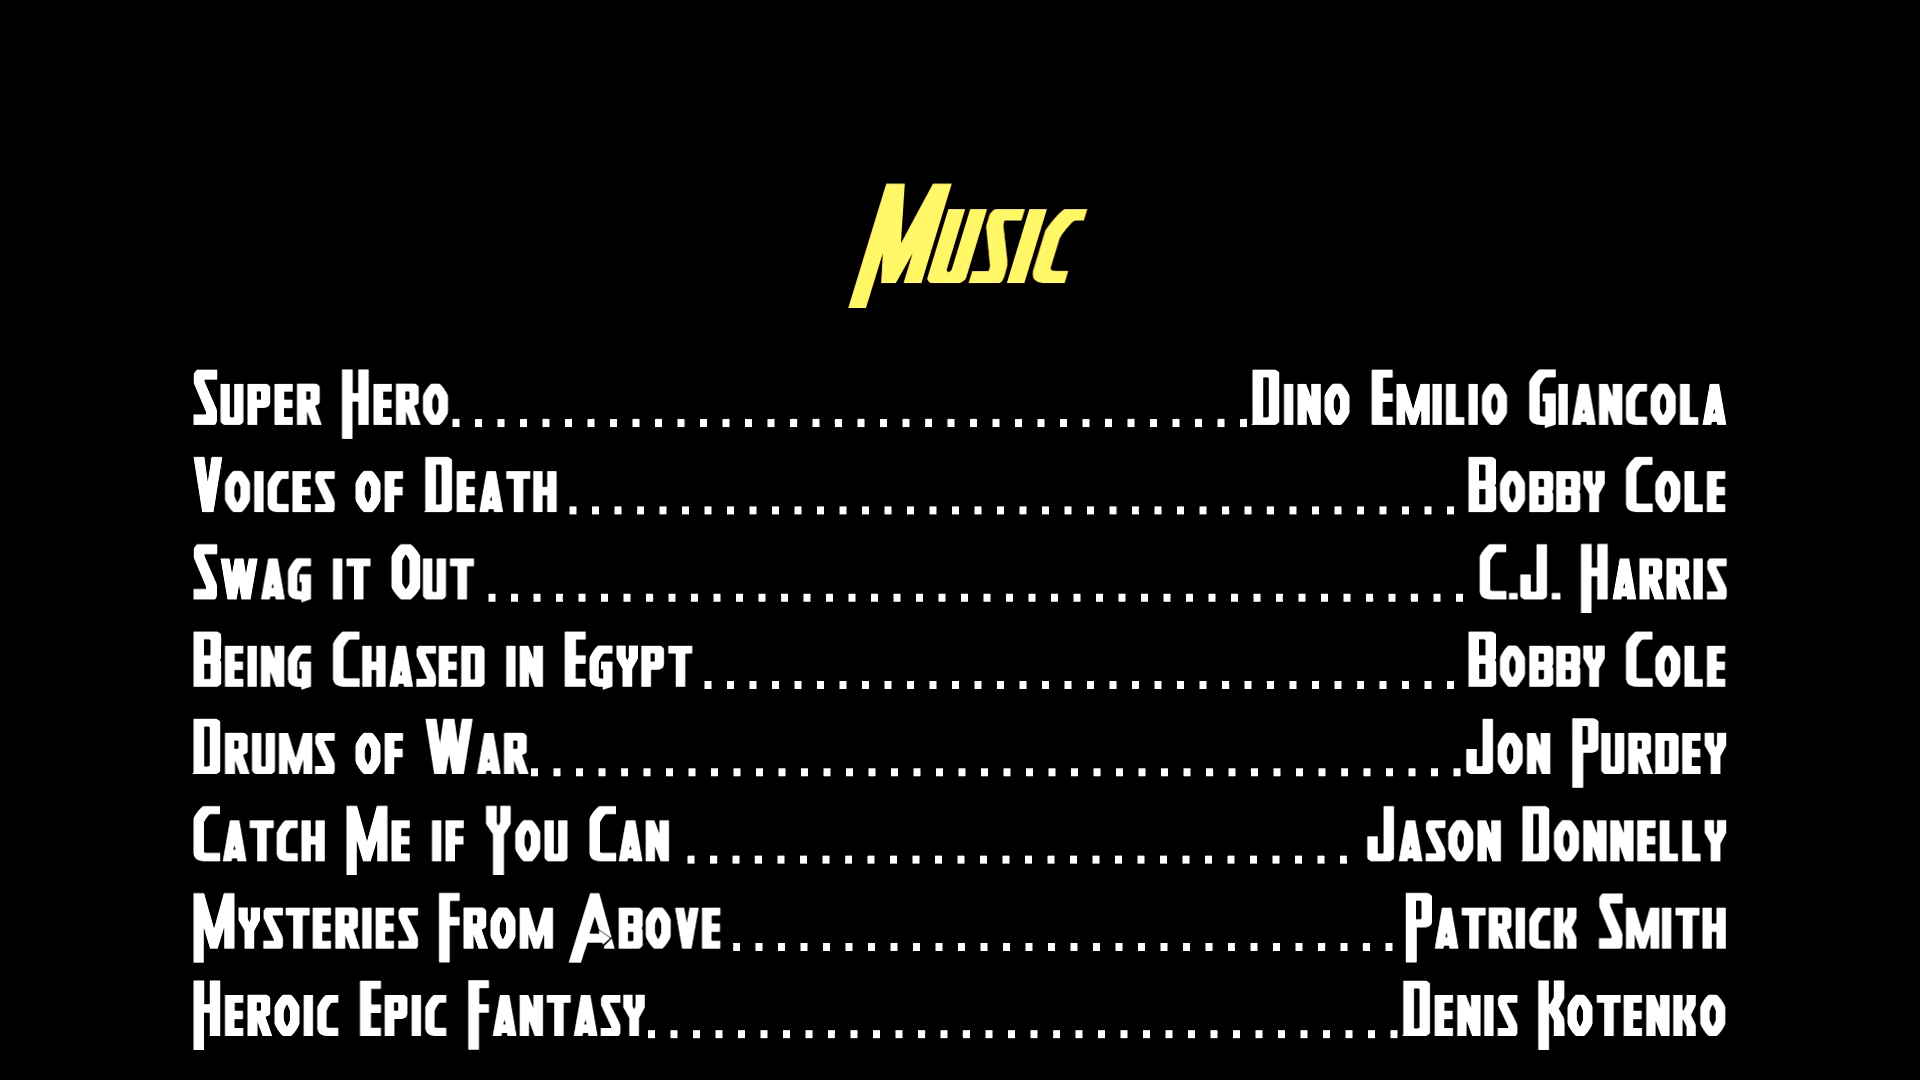 Music
Super Hero....................................Dino Emilio Giancola
Voices of Death........................................Bobby Cole
Swag it Out............................................C.J. Harris
Being Chased in Egypt..................................Bobby Cole
Drums of War..........................................Jon Purdey
Catch Me if You Can..............................Jason Donnelly
Mysteries From Above..............................Patrick Smith
Heroic Epic Fantasy..................................Denis Kotenko